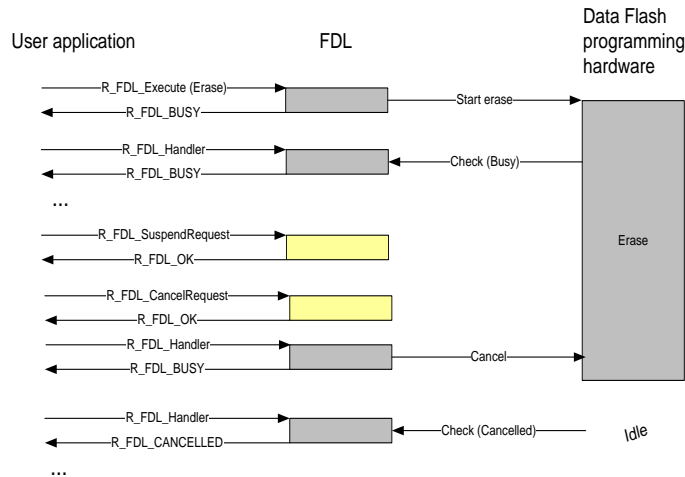 User application
FDL
Data Flash
programming
hardware
R_FDL_Execute (Erase)
R_FDL_BUSY
Start erase
R_FDL_Handler
R_FDL_BUSY
Check (Busy)
...
R_FDL_SuspendRequest
R_FDL_OK
Erase
R_FDL_CancelRequest
R_FDL_OK
R_FDL_Handler
R_FDL_BUSY
Cancel
R_FDL_Handler
R_FDL_CANCELLED
Check (Cancelled)
Idle
...